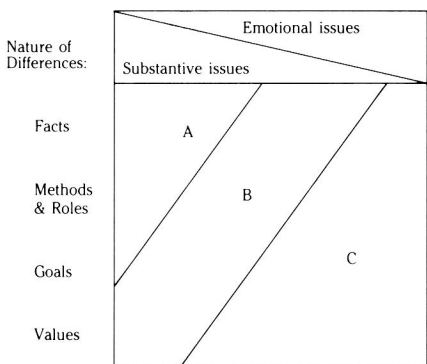 Emotional issues
Nature of
Differences:
Substantive issues
Facts
A
Methods
& Roles
B
Goals
C
Values